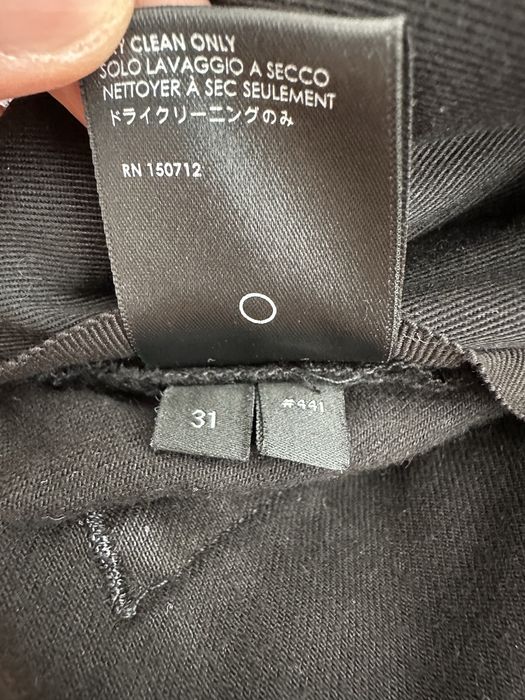 CLEAN ONLY
SOLO LAVAGGIO A SECCO
NETTOYER À SEC SEULEMENT
ドライクリーニングのみ
RN 150712
31
#441